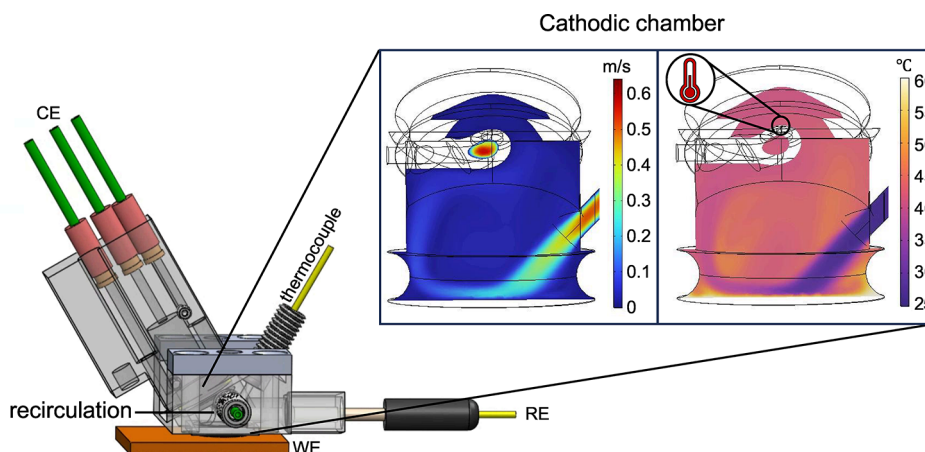 Cathodic chamber
m/s
0.6
0.5
0.4
0.3
0.2
0.1
0
°C
CE
thermocouple
recirculation
RE
WE